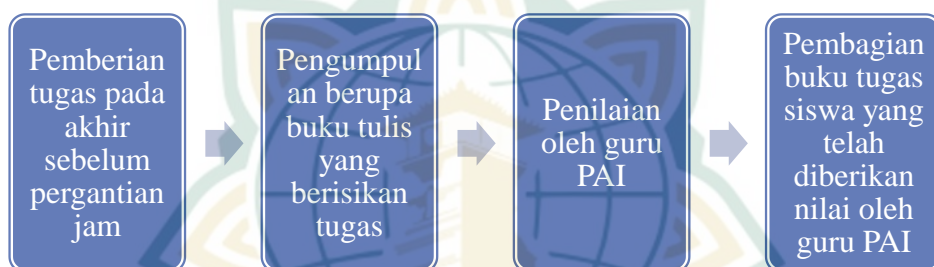 Pemberian
tugas pada
akhir
sebelum
pergantian
jam
Pengumpul
an berupa
buku tulis
yang
berisikan
tugas
Penilaian
oleh guru
PAI
Pembagian
buku tugas
siswa yang
telah
diberikan
nilai oleh
guru PAI